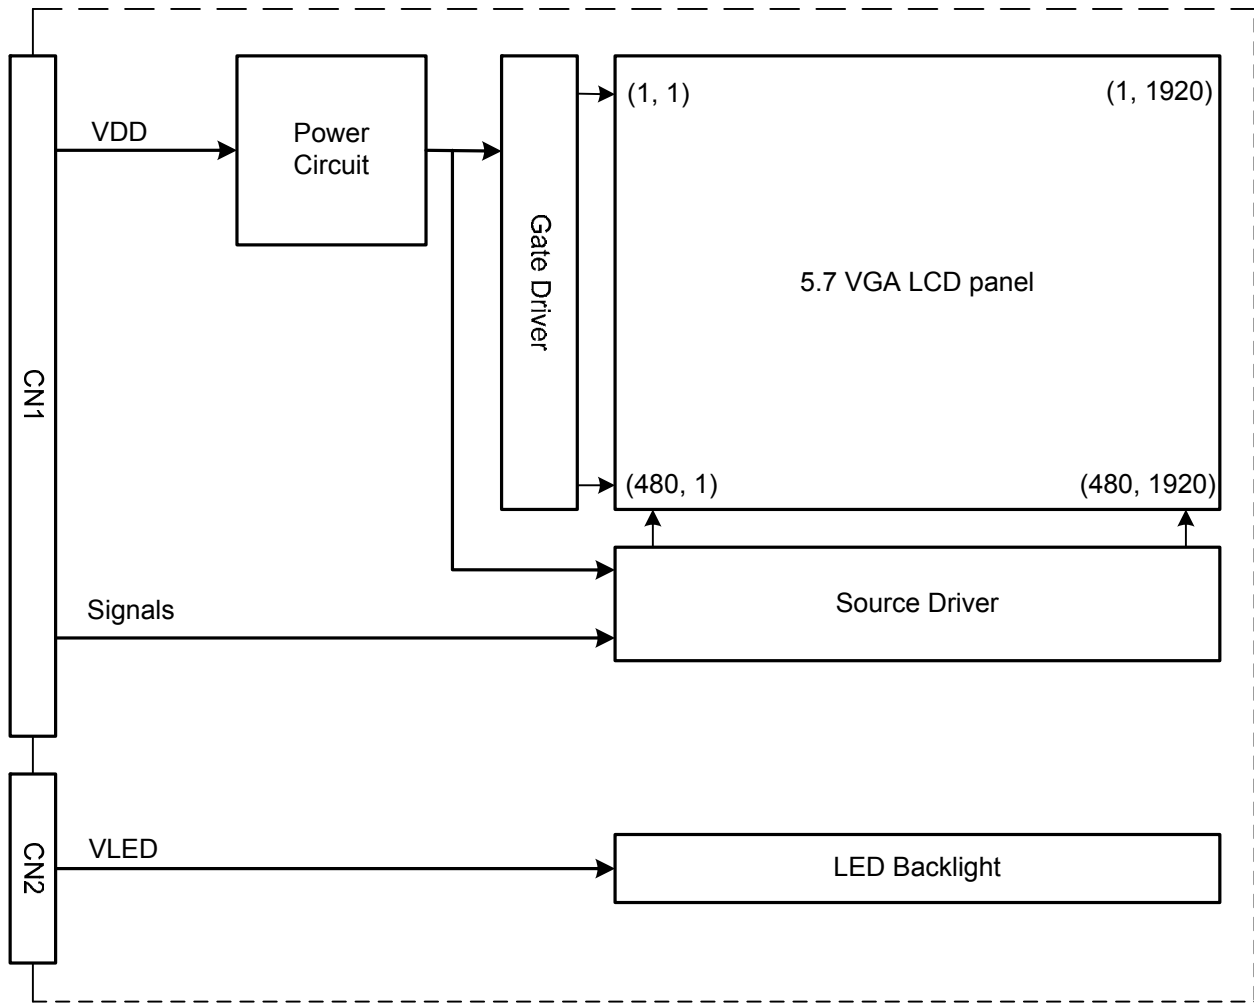 (1, 1)
(1, 1920)
VDD
Power
Circuit
Gate Driver
5.7 VGA LCD panel
CN1
(480, 1)
(480, 1920)
Signals
Source Driver
VLED
CN2
LED Backlight